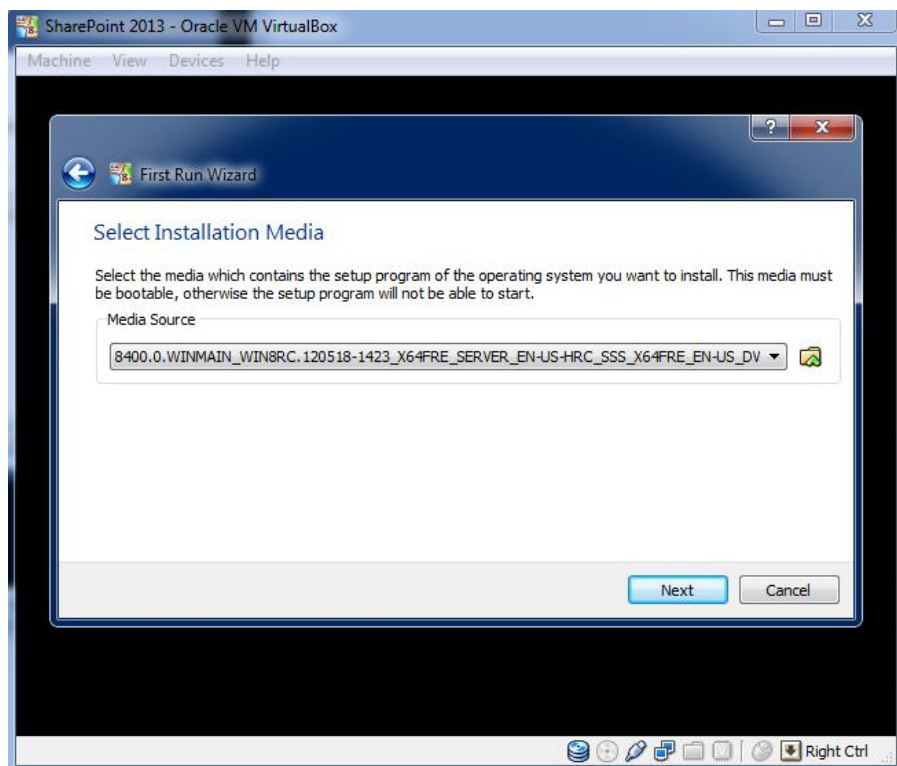 SharePoint 2013 - Oracle VM VirtualBox
Machine View Devices Help
First Run Wizard
Select Installation Media
Select the media which contains the setup program of the operating system you want to install. This media must
be bootable, otherwise the setup program will not be able to start.
Media Source
8400.0.WINMAIN_WIN8RC.120518-1423_X64FRE_SERVER_EN-US-HRC_SSS_X64FRE_EN-US_DV
Next Cancel
Right Ctrl